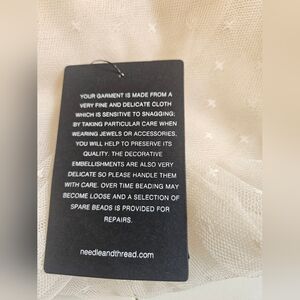 YOUR GARMENT IS MADE FROM A
VERY FINE AND DELICATE CLOTH
WHICH IS SENSITIVE TO SNAGGING;
BY TAKING PARTICULAR CARE WHEN
WEARING JEWELS OR ACCESSORIES,
YOU WILL HELP TO PRESERVE ITS
QUALITY. THE DECORATIVE
EMBELLISHMENTS ARE ALSO VERY
DELICATE SO PLEASE HANDLE THEM
WITH CARE. OVER TIME BEADING MAY
BECOME LOOSE AND A SELECTION OF
SPARE BEADS IS PROVIDED FOR
REPAIRS.
needleandthread.com